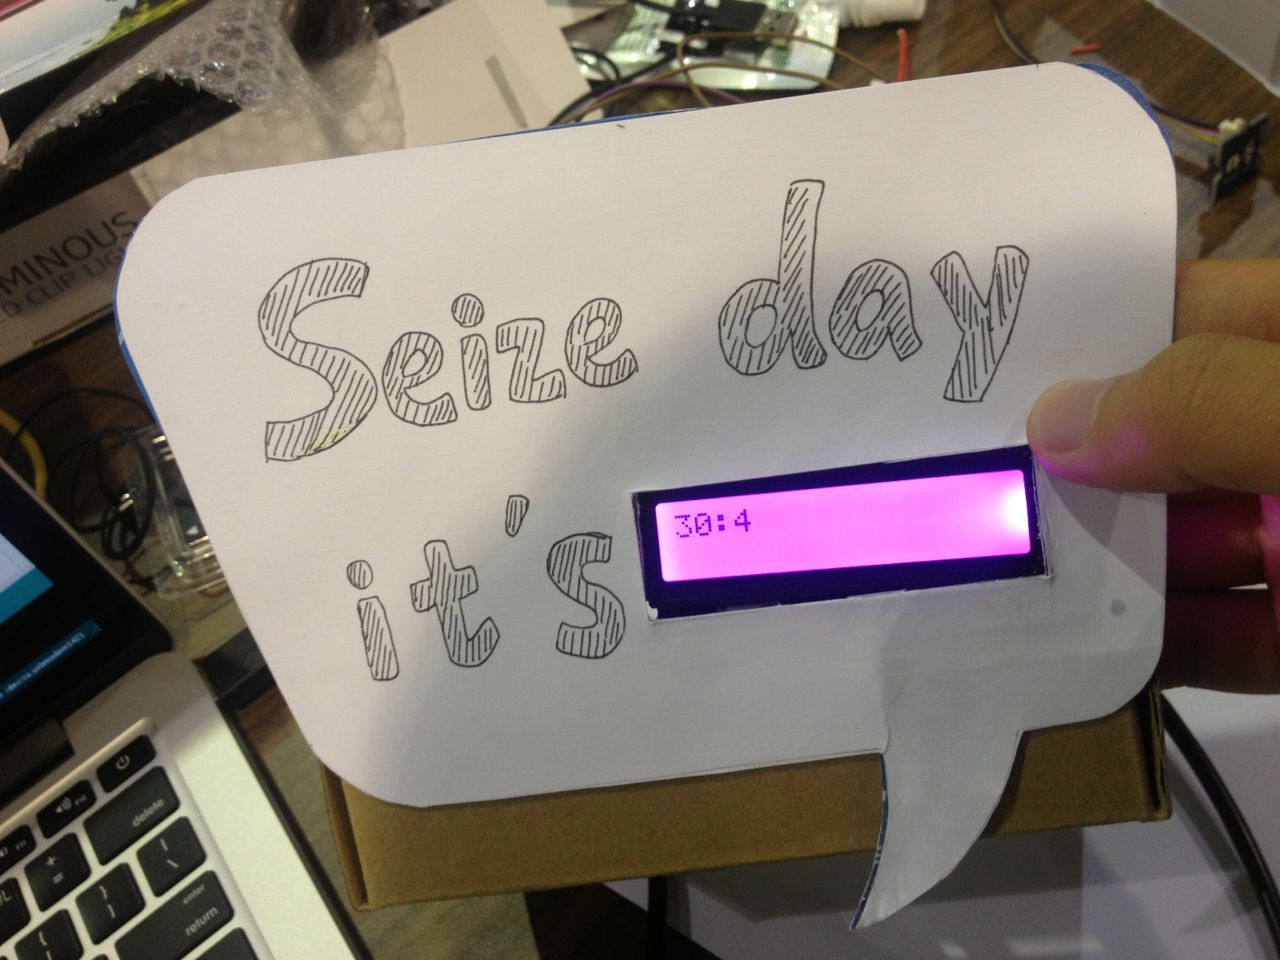 Seize day
it's
30:4
MINOUS
CLIP LIG
delete
enter
return